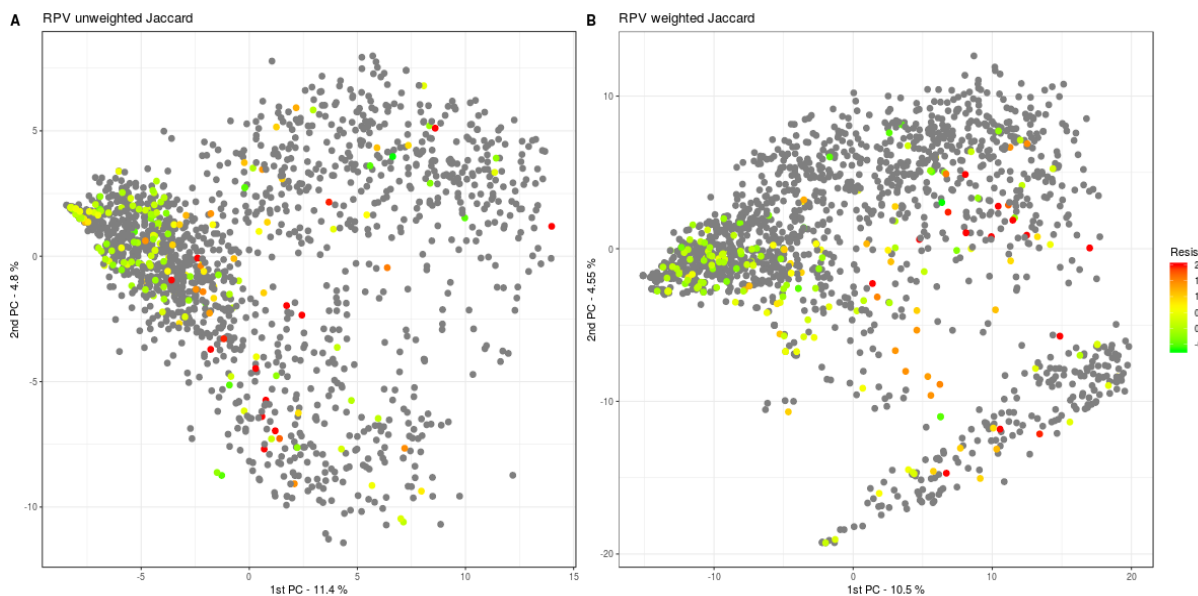 A RPV unweighted Jaccard
5
0
-5
-10
2nd PC - 4.8 %
-5 0 5 10 15
1st PC - 11.4 %
B RPV weighted Jaccard
10
0
-10
-20
2nd PC - 4.55 %
-10 0 10 20
1st PC - 10.5 %
Resis
2
1
0
0